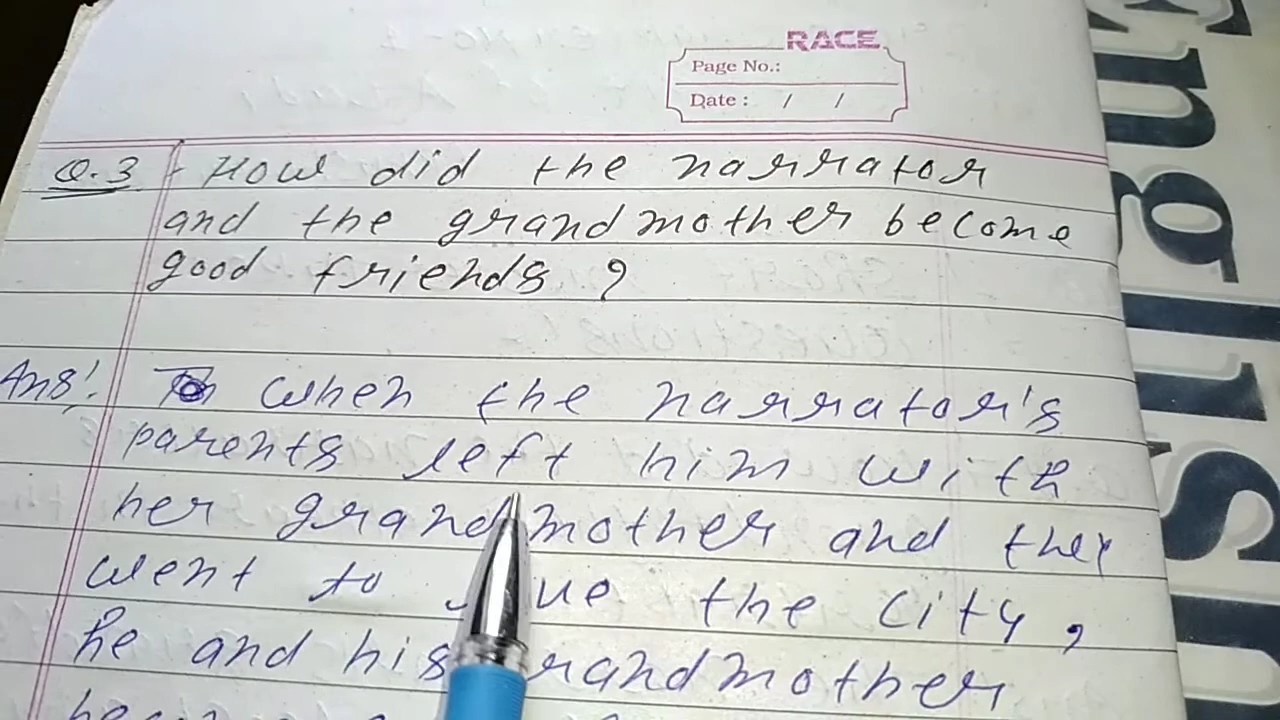 RACE
Page No.:
Date : / /
Q.3 How did the narrator
and the grandmother become
good friends ?
Ans! When the narrator's
parents left him with
her grandmother and they
went to the city,
he and his grandmother
English